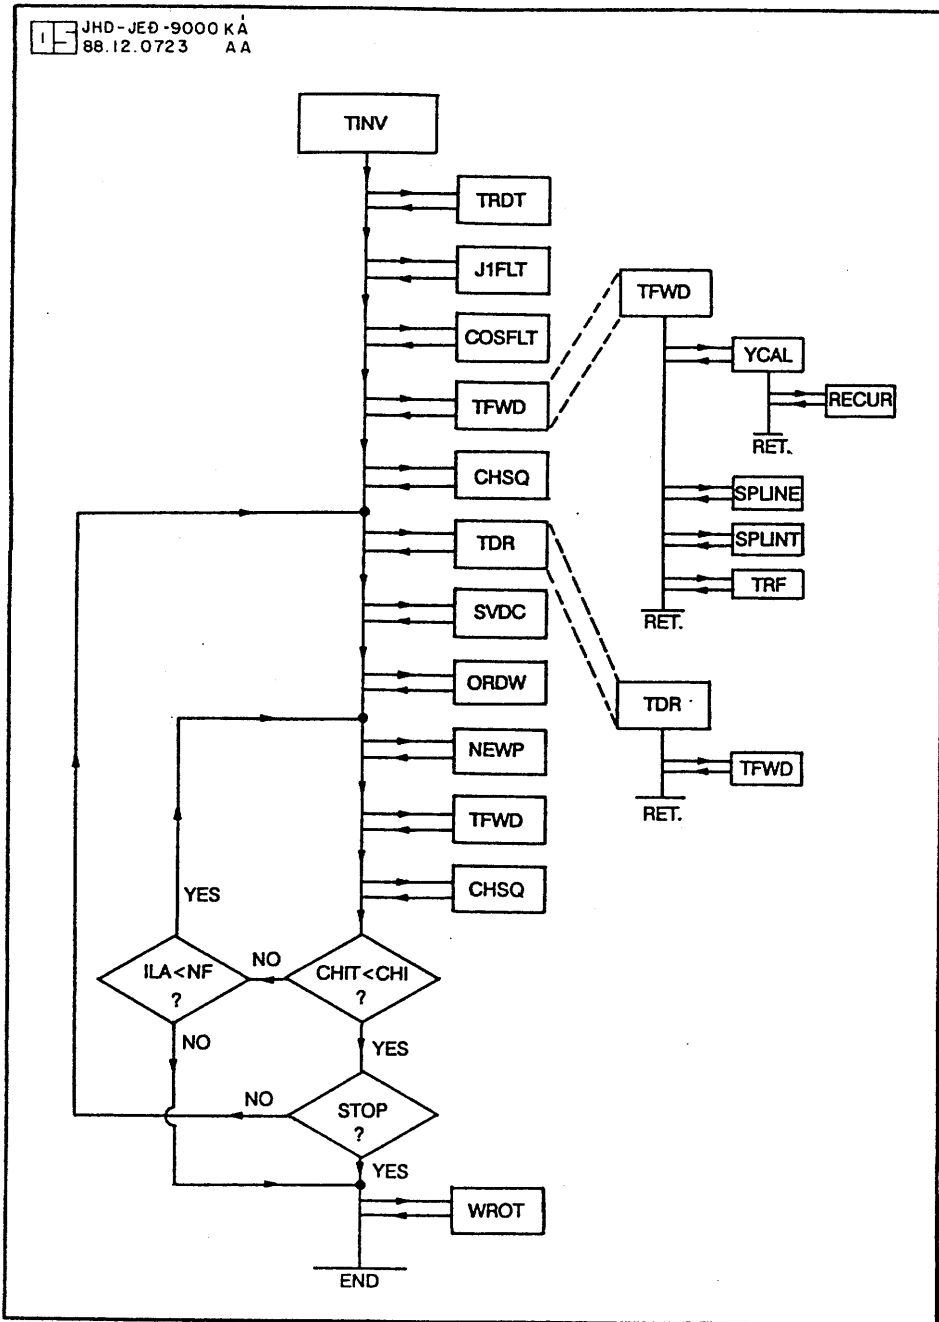 OS JHD-JED-9000 KÁ
88.12.0723 AA
TINV
TRDT
J1FLT
COSFLT
TFWD
CHSQ
TDR
SVDC
ORDW
NEWP
TFWD
CHSQ
TFWD
YCAL
RECUR
RET.
SPLINE
SPLINT
TRF
RET.
TDR
TFWD
RET.
YES
ILA<NF
?
NO
CHIT<CHI
?
NO
YES
NO
STOP
?
YES
WROT
END